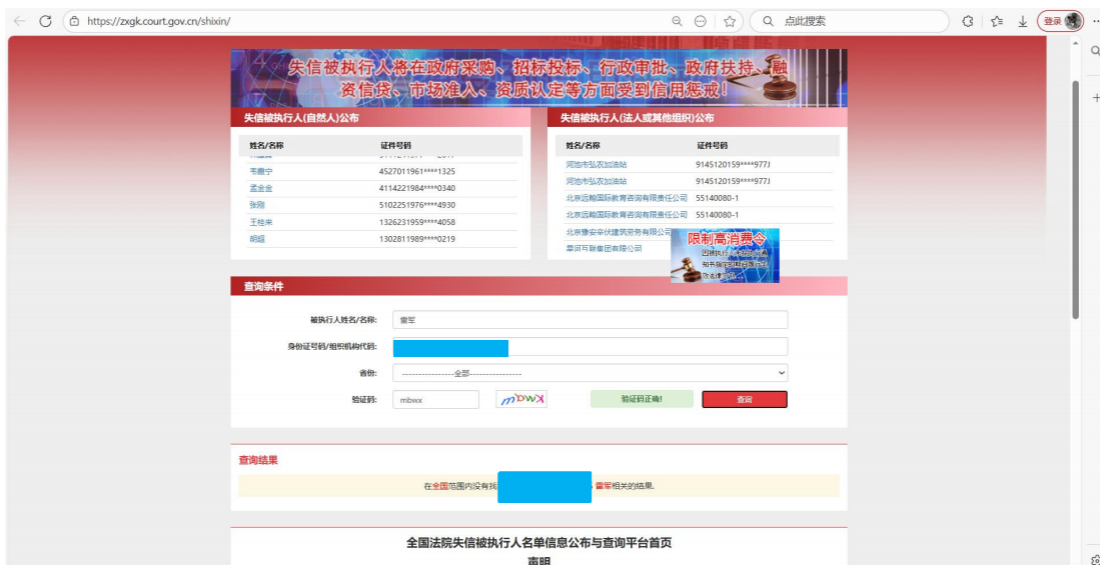 https://zxgk.court.gov.cn/shixin/
点此搜索
登录
失信被执行人将在政府采购、招标投标、行政审批、政府扶持、融
资信贷、市场准入、资质认定等方面受到信用惩戒！
失信被执行人(自然人)公布
姓名/名称 证件号码
韦鹿宁 4527011961****1325
孟金金 4114221984****0340
张刚 5102251976****4930
王桂来 1326231959****4058
胡超 1302811989****0219
失信被执行人(法人或其他组织)公布
姓名/名称 证件号码
河池市弘农加油站 9145120159****977J
河池市弘农加油站 9145120159****977J
北京远翰国际教育咨询有限责任公司 55140080-1
北京远翰国际教育咨询有限责任公司 55140080-1
限制高消费令
查询条件
被执行人姓名/名称: 雷军
身份证号码/组织机构代码:
省份: ----------------全部----------------
验证码: mbwx mbwx 验证码正确! 查询
查询结果
在全国范围内没有找 雷军相关的结果.
全国法院失信被执行人名单信息公布与查询平台首页
声明